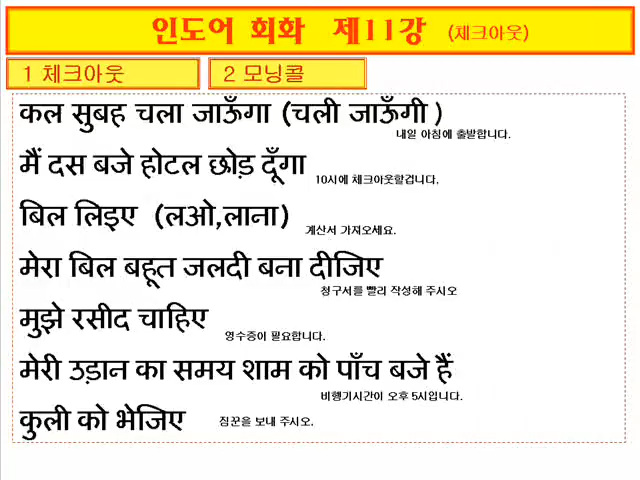 인도어 회화 제11강 (체크아웃)
1 체크아웃 2 모닝콜
कल सुबह चला जाऊँगा (चली जाऊँगी )
내일 아침에 출발합니다.
मैं दस बजे होटल छोड़ दूँगा
10시에 체크아웃할겁니다.
बिल लिइए (लओ,लाना)
계산서 가져오세요.
मेरा बिल बहूत जलदी बना दीजिए
청구서를 빨리 작성해 주시오
मुझे रसीद चाहिए
영수증이 필요합니다.
मेरी उड़ान का समय शाम को पाँच बजे हैं
비행기시간이 오후 5시입니다.
कुली को भेजिए
짐꾼을 보내 주시오.